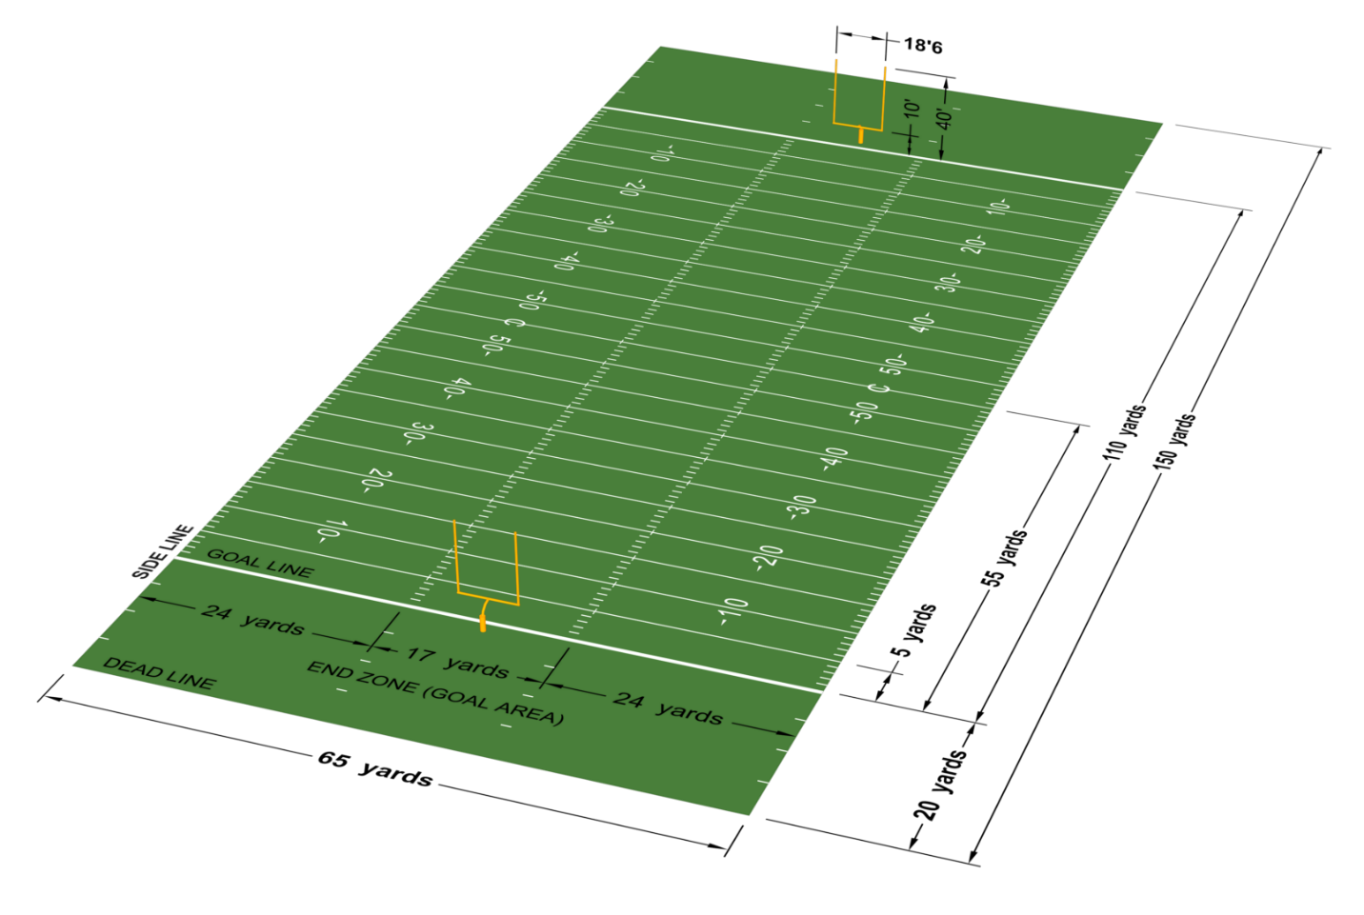 18'6
10'
40'
-10
10-
-20
20-
-30
30-
-40
40-
-50
50-
C
C
50-
-50
110 yards
150 yards
40-
-40
30-
-30
20-
-20
55 yards
10-
-10
SIDE LINE
GOAL LINE
5 yards
24 yards
17 yards
24 yards
END ZONE (GOAL AREA)
DEAD LINE
20 yards
65 yards